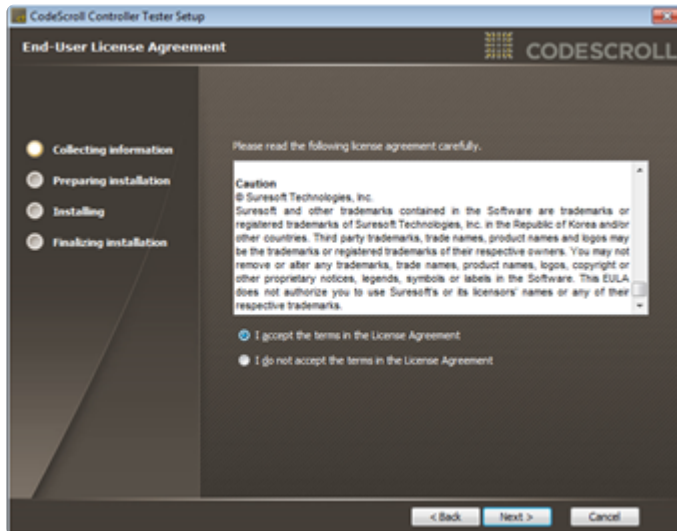 CodeScroll Controller Tester Setup
End-User License Agreement
CODESCROLL
Collecting information
Preparing installation
Installing
Finalizing installation
Please read the following license agreement carefully.
Caution
© Suresoft Technologies, Inc.
Suresoft and other trademarks contained in the Software are trademarks or
registered trademarks of Suresoft Technologies, Inc. in the Republic of Korea and/or
other countries. Third party trademarks, trade names, product names and logos may
be the trademarks or registered trademarks of their respective owners. You may not
remove or alter any trademarks, trade names, product names, logos, copyright or
other proprietary notices, legends, symbols or labels in the Software. This EULA
does not authorize you to use Suresoft's or its licensors' names or any of their
respective trademarks.
I accept the terms in the License Agreement
I do not accept the terms in the License Agreement
< Back
Next >
Cancel